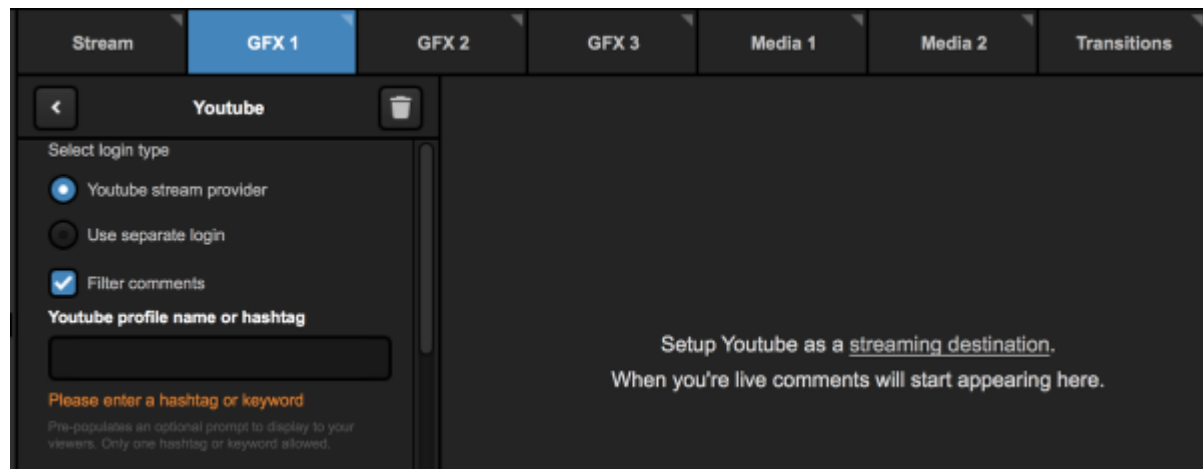 Stream
GFX 1
GFX 2
GFX 3
Media 1
Media 2
Transitions
Youtube
Select login type
Youtube stream provider
Use separate login
Filter comments
Youtube profile name or hashtag
Please enter a hashtag or keyword
Pre-populates an optional prompt to display to your
viewers. Only one hashtag or keyword allowed.
Setup Youtube as a streaming destination.
When you're live comments will start appearing here.